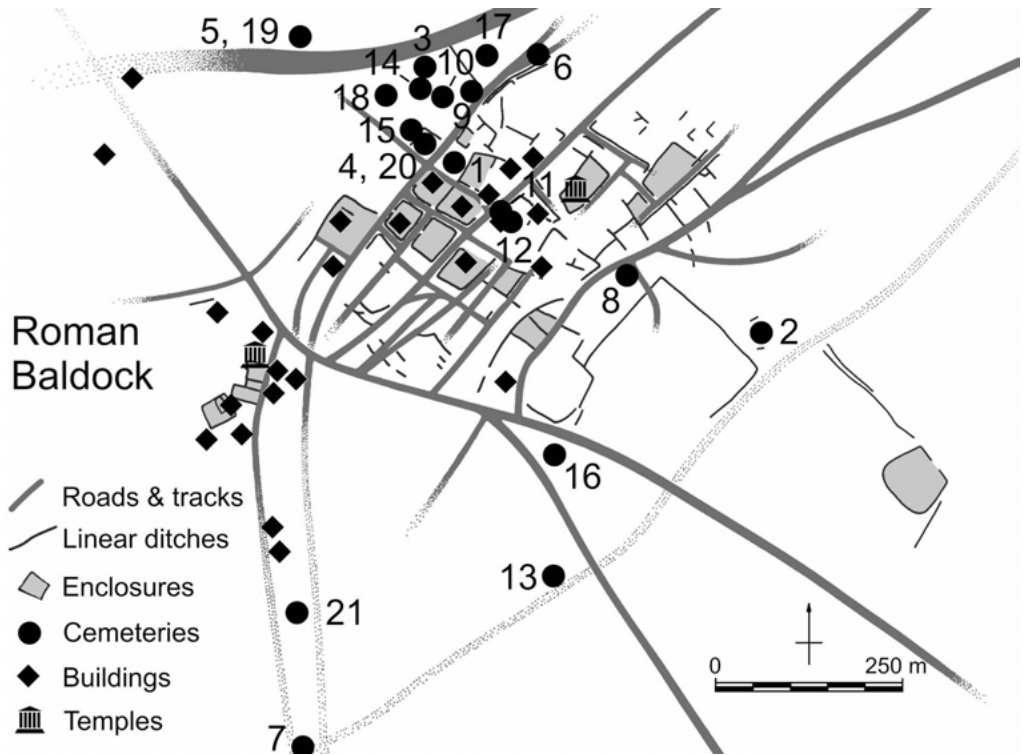 5, 19
3
17
14
10
6
18
9
15
4, 20
1
11
12
8
2
Roman
Baldock
16
Roads & tracks
Linear ditches
Enclosures
13
Cemeteries
21
Buildings
0 250 m
Temples
7